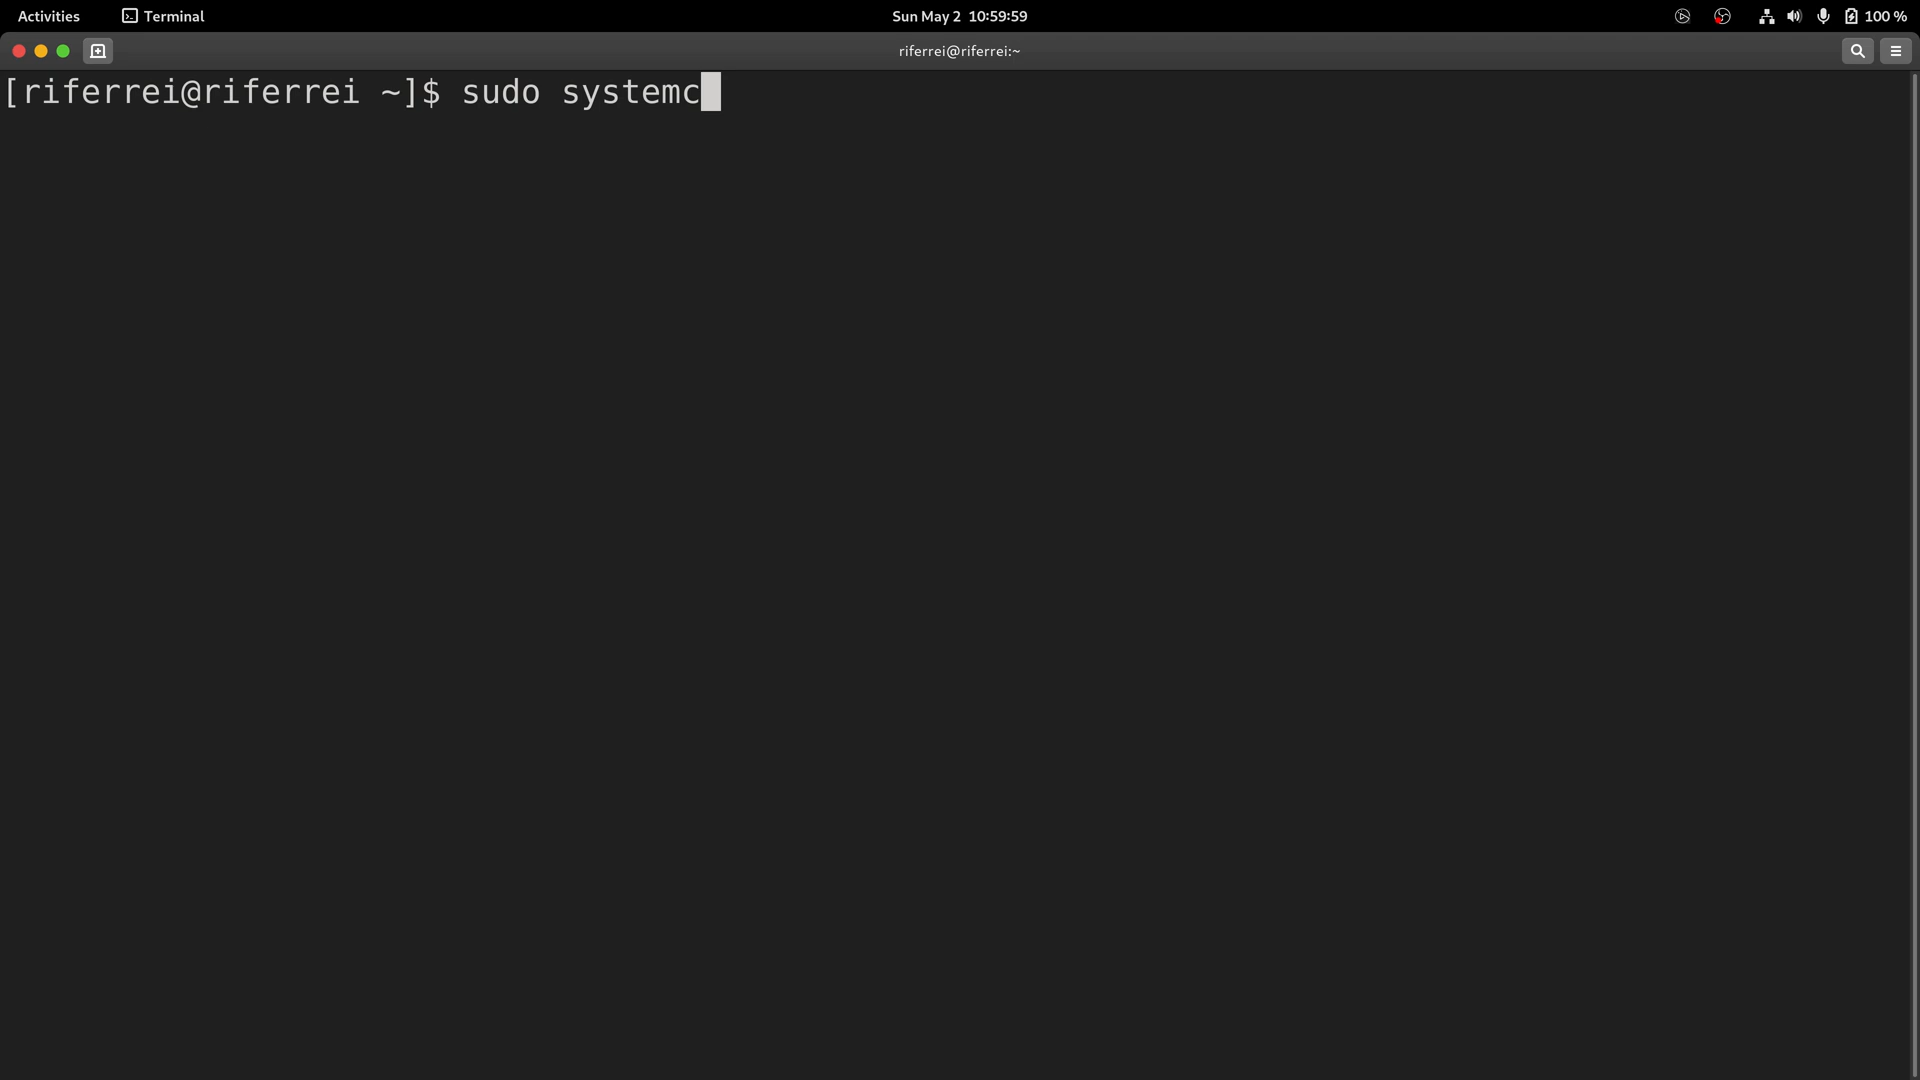 Activities Terminal Sun May 2 10:59:59 100 %
riferrei@riferrei:~
[riferrei@riferrei ~]$ sudo systemc